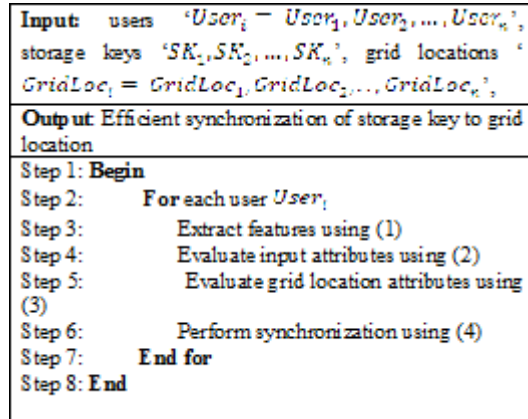 Input: users ‘User_i = User_1, User_2, …, User_n’,
storage keys ‘SK_1, SK_2, …, SK_n’, grid locations ‘
GridLoc_i = GridLoc_1, GridLoc_2, .., GridLoc_n’,
Output: Efficient synchronization of storage key to grid
location
Step 1: Begin
Step 2: For each user User_i
Step 3: Extract features using (1)
Step 4: Evaluate input attributes using (2)
Step 5: Evaluate grid location attributes using
(3)
Step 6: Perform synchronization using (4)
Step 7: End for
Step 8: End